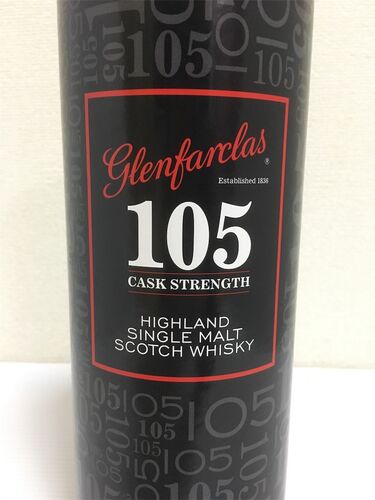 Glenfarclas®
Established 1836
105
CASK STRENGTH
HIGHLAND
SINGLE MALT
SCOTCH WHISKY